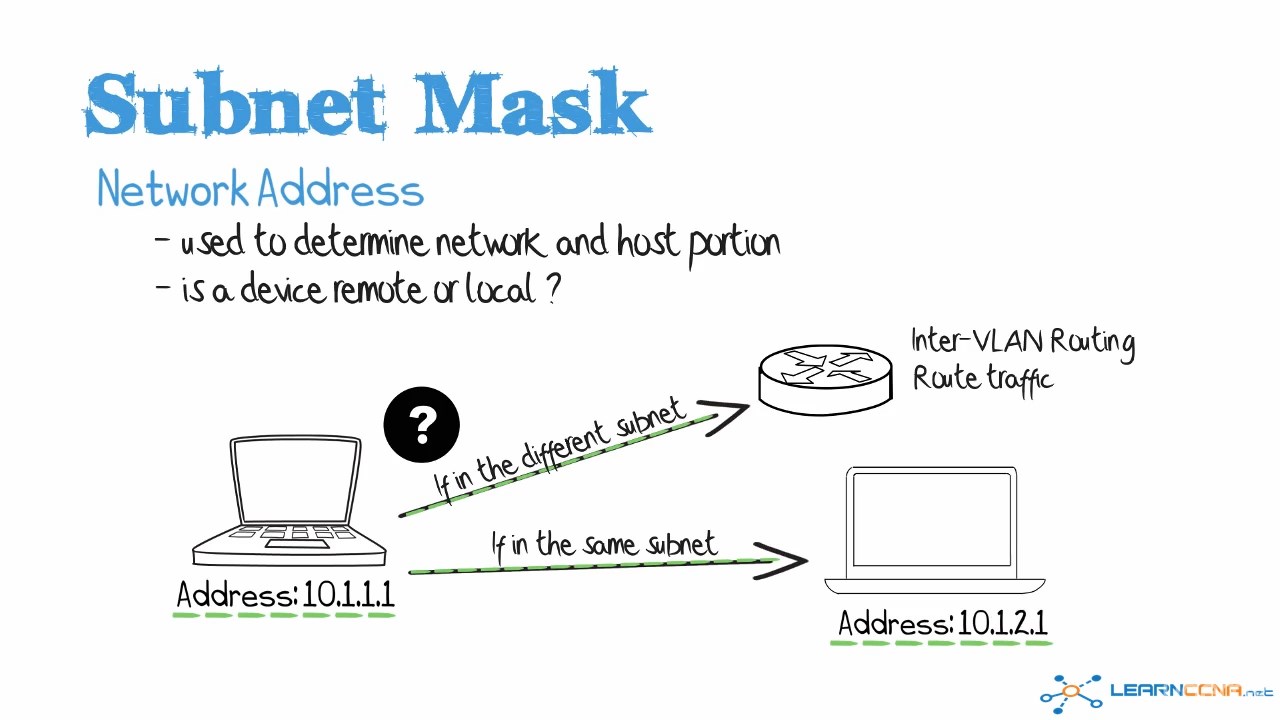 Subnet Mask
Network Address
- used to determine network and host portion
- is a device remote or local ?
Inter-VLAN Routing
Route traffic
?
If in the different subnet
If in the same subnet
Address: 10.1.1.1
Address: 10.1.2.1
LEARNCCNA.net